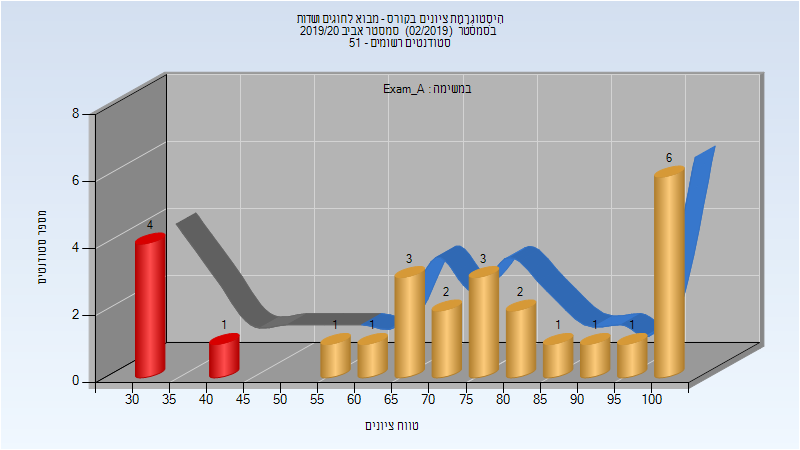 היסטוגרמת ציונים בקורס - מבוא לחוגים ושדות
בסמסטר (02/2019) סמסטר אביב 2019/20
סטודנטים רשומים - 51
במשימה : Exam_A
מספר סטודנטים
8
6
4
2
0
4
1
1
1
3
2
3
2
1
1
1
6
30 35 40 45 50 55 60 65 70 75 80 85 90 95 100
טווח ציונים